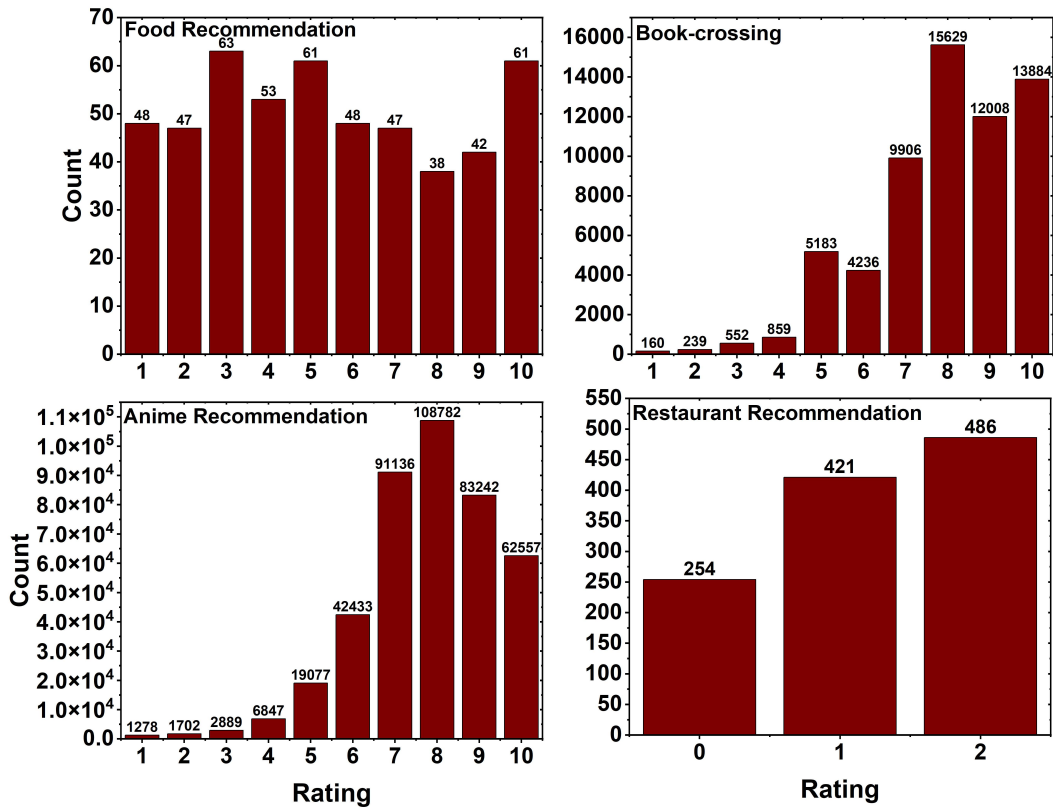 Food Recommendation
Count
70
60
50
40
30
20
10
0
48 47 63 53 61 48 47 38 42 61
1 2 3 4 5 6 7 8 9 10
Book-crossing
16000
14000
12000
10000
8000
6000
4000
2000
0
160 239 552 859 5183 4236 9906 15629 12008 13884
1 2 3 4 5 6 7 8 9 10
Anime Recommendation
Count
1.1×10⁵
1.0×10⁵
9.0×10⁴
8.0×10⁴
7.0×10⁴
6.0×10⁴
5.0×10⁴
4.0×10⁴
3.0×10⁴
2.0×10⁴
1.0×10⁴
0.0
1278 1702 2889 6847 19077 42433 91136 108782 83242 62557
1 2 3 4 5 6 7 8 9 10
Rating
Restaurant Recommendation
550
500
450
400
350
300
250
200
150
100
50
0
254 421 486
0 1 2
Rating